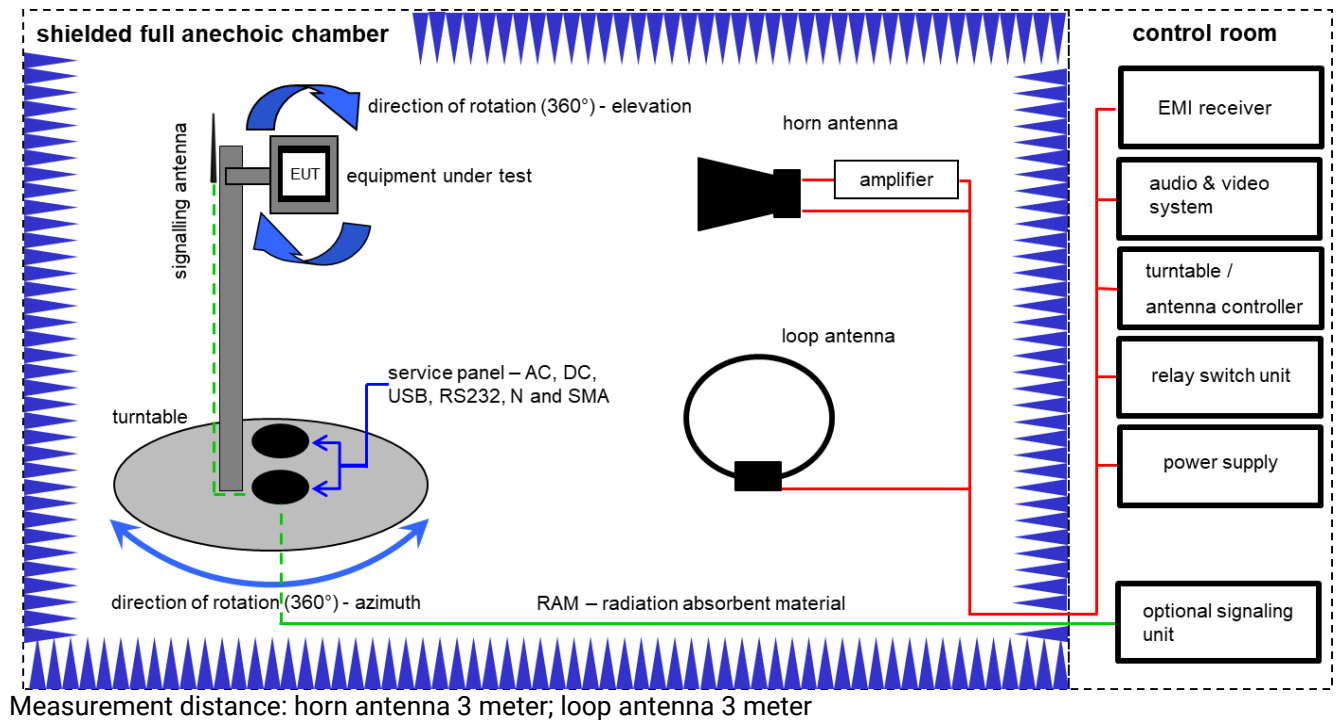 shielded full anechoic chamber
control room
direction of rotation (360°) - elevation
signalling antenna
EUT
equipment under test
horn antenna
amplifier
EMI receiver
audio & video
system
turntable /
antenna controller
loop antenna
relay switch unit
service panel – AC, DC,
USB, RS232, N and SMA
turntable
power supply
direction of rotation (360°) - azimuth
RAM – radiation absorbent material
optional signaling
unit
Measurement distance: horn antenna 3 meter; loop antenna 3 meter